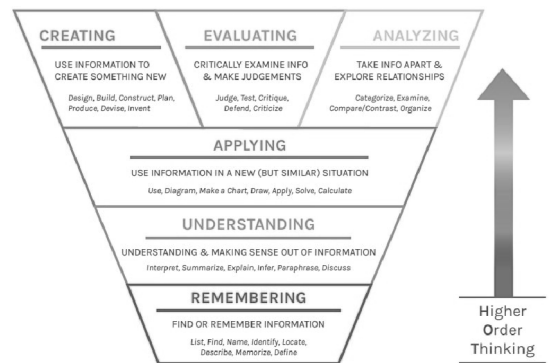 CREATING
USE INFORMATION TO
CREATE SOMETHING NEW
Design, Build, Construct, Plan,
Produce, Devise, Invent
EVALUATING
CRITICALLY EXAMINE INFO
& MAKE JUDGEMENTS
Judge, Test, Critique,
Defend, Criticize
ANALYZING
TAKE INFO APART &
EXPLORE RELATIONSHIPS
Categorize, Examine,
Compare/Contrast, Organize
APPLYING
USE INFORMATION IN A NEW (BUT SIMILAR) SITUATION
Use, Diagram, Make a Chart, Draw, Apply, Solve, Calculate
UNDERSTANDING
UNDERSTANDING & MAKING SENSE OUT OF INFORMATION
Interpret, Summarize, Explain, Infer, Paraphrase, Discuss
REMEMBERING
FIND OR REMEMBER INFORMATION
List, Find, Name, Identify, Locate,
Describe, Memorize, Define
Higher
Order
Thinking